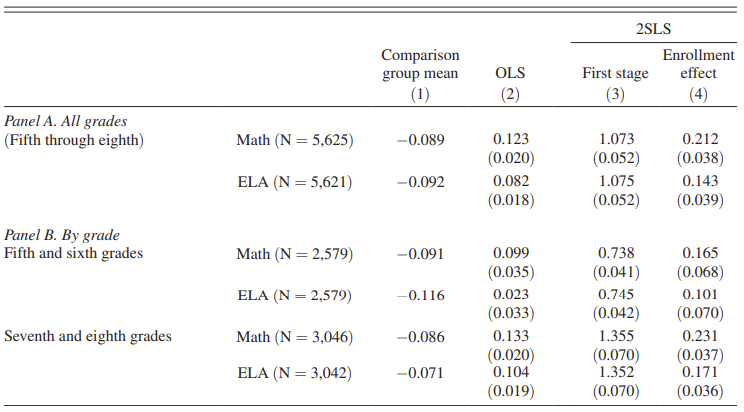 2SLS
Comparison Enrollment
group mean OLS First stage effect
(1) (2) (3) (4)
Panel A. All grades
(Fifth through eighth) Math (N = 5,625) −0.089 0.123 1.073 0.212
(0.020) (0.052) (0.038)
ELA (N = 5,621) −0.092 0.082 1.075 0.143
(0.018) (0.052) (0.039)
Panel B. By grade
Fifth and sixth grades Math (N = 2,579) −0.091 0.099 0.738 0.165
(0.035) (0.041) (0.068)
ELA (N = 2,579) −0.116 0.023 0.745 0.101
(0.033) (0.042) (0.070)
Seventh and eighth grades Math (N = 3,046) −0.086 0.133 1.355 0.231
(0.020) (0.070) (0.037)
ELA (N = 3,042) −0.071 0.104 1.352 0.171
(0.019) (0.070) (0.036)